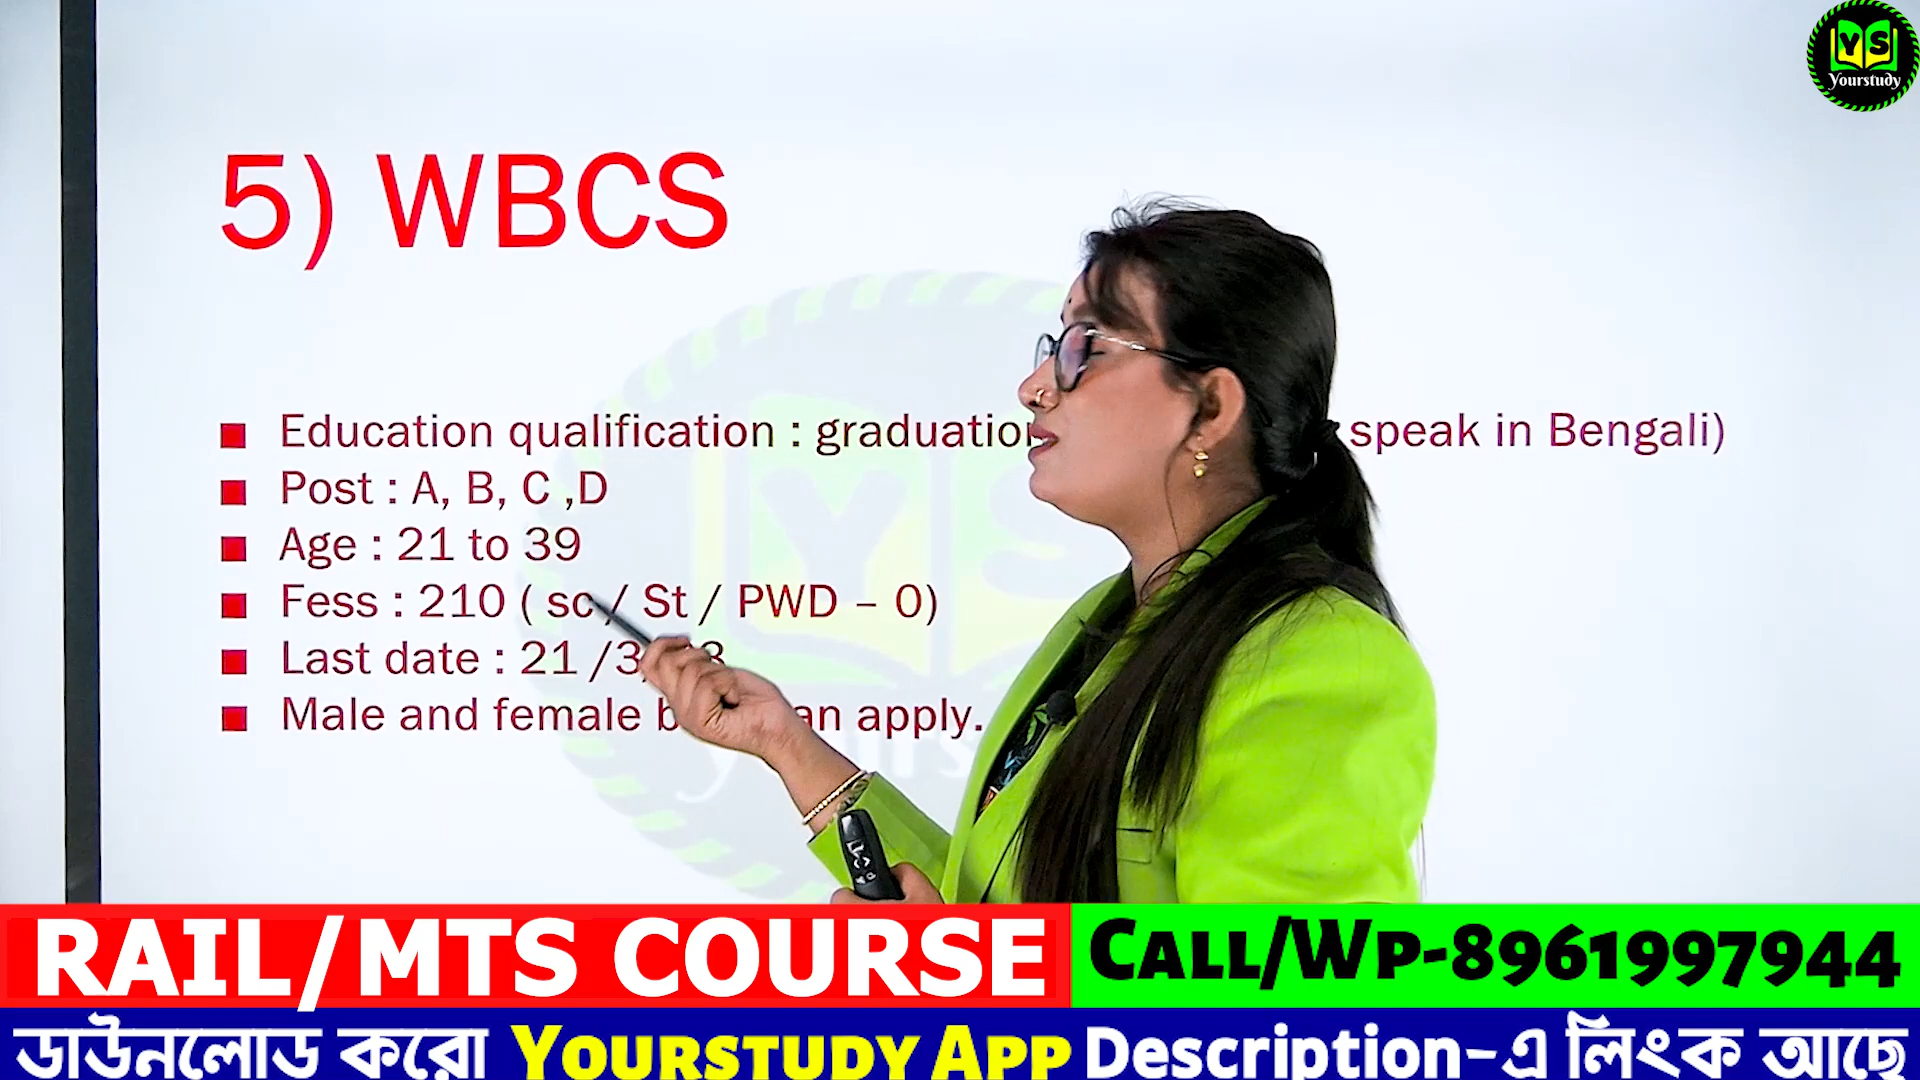 YS
Yourstudy
5) WBCS
Education qualification : graduation speak in Bengali)
Post : A, B, C ,D
Age : 21 to 39
Fess : 210 ( sc / St / PWD – 0)
Last date : 21 /3
Male and female apply.
RAIL/MTS COURSE
CALL/WP-8961997944
ডাউনলোড করো YOURSTUDY APP Description-এ লিংক আছে